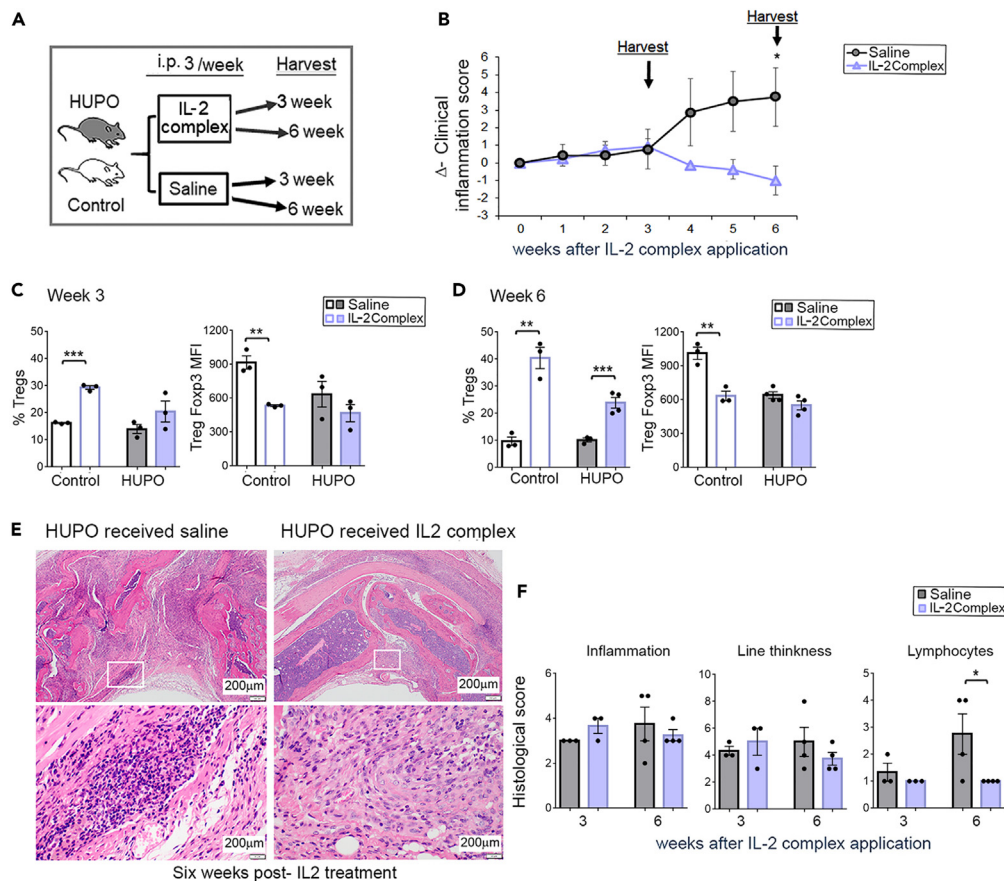 A
i.p. 3 /week
Harvest
HUPO
Control
IL-2
complex
Saline
3 week
6 week
3 week
6 week
B
Harvest
Harvest
*
Saline
IL-2Complex
Δ- Clinical
inflammation score
6
5
4
3
2
1
0
-1
-2
-3
0 1 2 3 4 5 6
weeks after IL-2 complex application
C Week 3
Saline
IL-2Complex
% Tregs
50
40
30
20
10
0
***
Control HUPO
Treg Foxp3 MFI
1200
900
600
300
0
**
Control HUPO
D Week 6
Saline
IL-2Complex
% Tregs
50
40
30
20
10
0
**
***
Control HUPO
Treg Foxp3 MFI
1200
900
600
300
0
**
Control HUPO
E
HUPO received saline
HUPO received IL2 complex
200µm
200µm
200µm
200µm
Six weeks post- IL2 treatment
F
Saline
IL-2Complex
Histological score
Inflammation
6
4
2
0
3 6
Line thinkness
10
8
6
4
2
0
3 6
Lymphocytes
5
4
3
2
1
0
*
3 6
weeks after IL-2 complex application